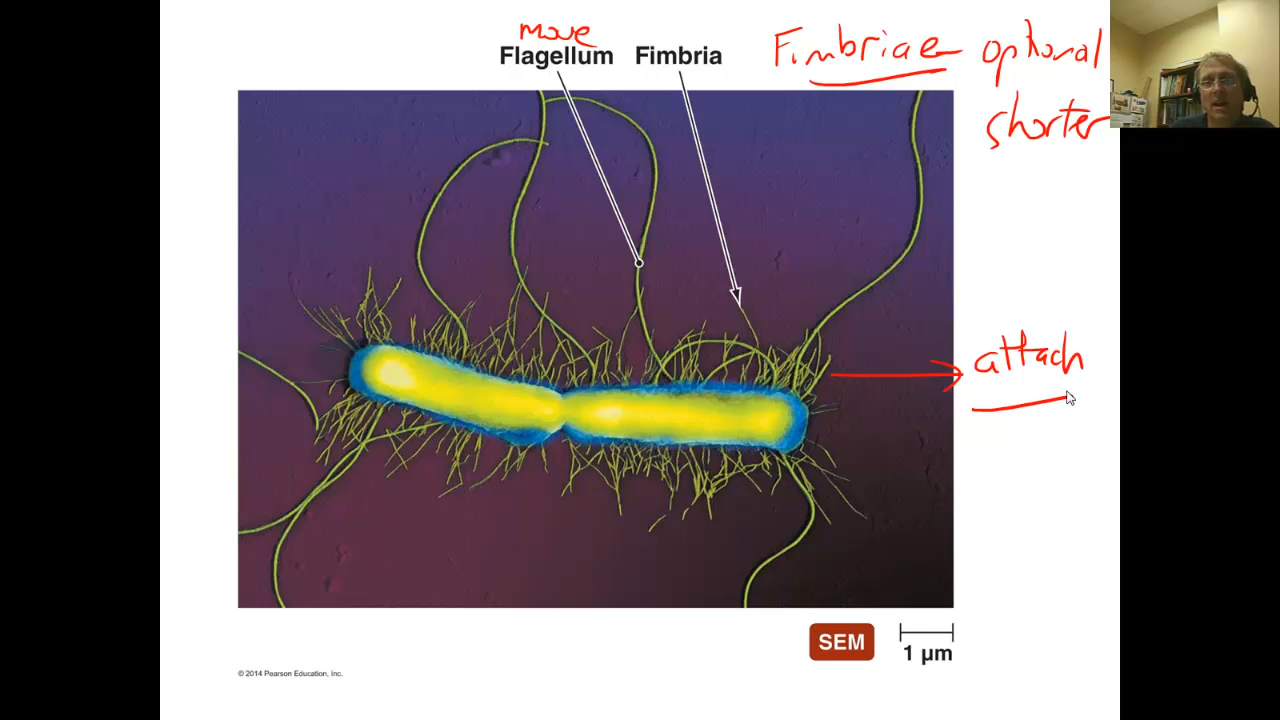 move
Flagellum Fimbria
Fimbriae optional
shorter
attach
SEM
1 µm
© 2014 Pearson Education, Inc.